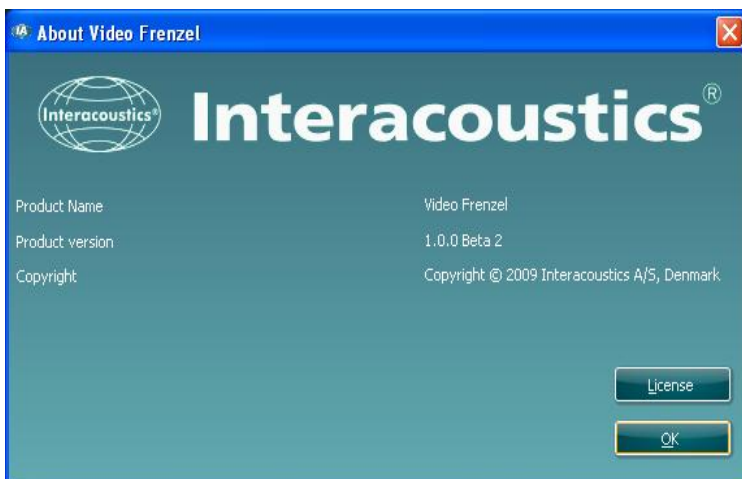 About Video Frenzel
Interacoustics®
Interacoustics®
Product Name Video Frenzel
Product version 1.0.0 Beta 2
Copyright Copyright © 2009 Interacoustics A/S, Denmark
License
OK